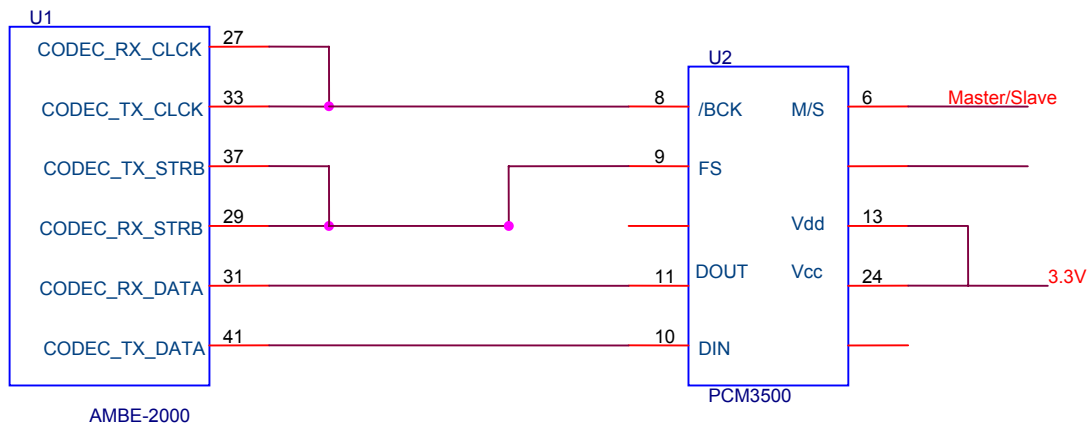 U1
CODEC_RX_CLCK 27
CODEC_TX_CLCK 33
CODEC_TX_STRB 37
CODEC_RX_STRB 29
CODEC_RX_DATA 31
CODEC_TX_DATA 41
AMBE-2000
U2
8 /BCK M/S 6 Master/Slave
9 FS
Vdd 13
11 DOUT Vcc 24 3.3V
10 DIN
PCM3500